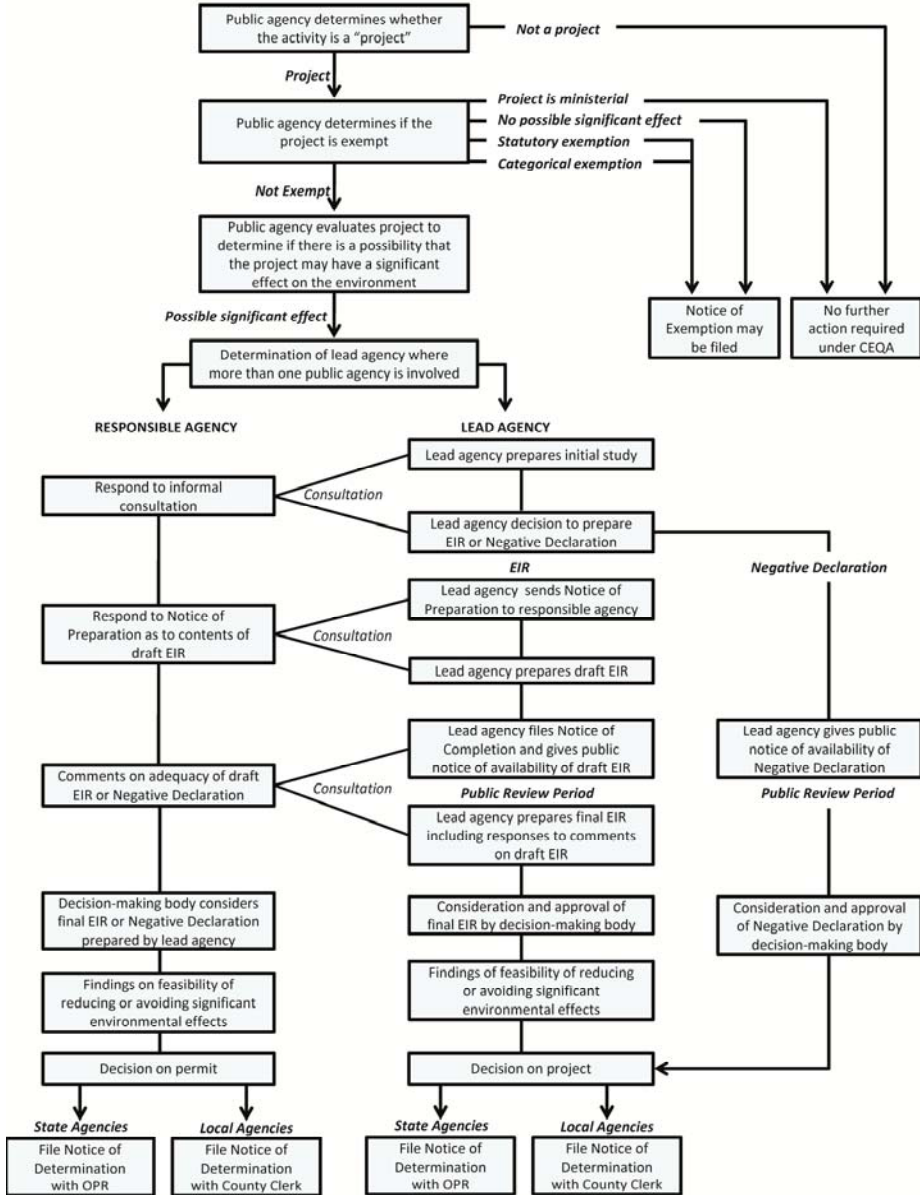 Public agency determines whether
the activity is a “project”
Not a project
Project
Public agency determines if the
project is exempt
Project is ministerial
No possible significant effect
Statutory exemption
Categorical exemption
Not Exempt
Public agency evaluates project to
determine if there is a possibility that
the project may have a significant
effect on the environment
Notice of
Exemption may
be filed
No further
action required
under CEQA
Possible significant effect
Determination of lead agency where
more than one public agency is involved
RESPONSIBLE AGENCY
LEAD AGENCY
Lead agency prepares initial study
Respond to informal
consultation
Consultation
Lead agency decision to prepare
EIR or Negative Declaration
EIR
Negative Declaration
Lead agency sends Notice of
Preparation to responsible agency
Respond to Notice of
Preparation as to contents of
draft EIR
Consultation
Lead agency prepares draft EIR
Lead agency files Notice of
Completion and gives public
notice of availability of draft EIR
Lead agency gives public
notice of availability of
Negative Declaration
Comments on adequacy of draft
EIR or Negative Declaration
Consultation
Public Review Period
Public Review Period
Lead agency prepares final EIR
including responses to comments
on draft EIR
Decision-making body considers
final EIR or Negative Declaration
prepared by lead agency
Consideration and approval of
final EIR by decision-making body
Consideration and approval
of Negative Declaration by
decision-making body
Findings on feasibility of
reducing or avoiding significant
environmental effects
Findings of feasibility of reducing
or avoiding significant
environmental effects
Decision on permit
Decision on project
State Agencies
Local Agencies
State Agencies
Local Agencies
File Notice of
Determination
with OPR
File Notice of
Determination
with County Clerk
File Notice of
Determination
with OPR
File Notice of
Determination
with County Clerk